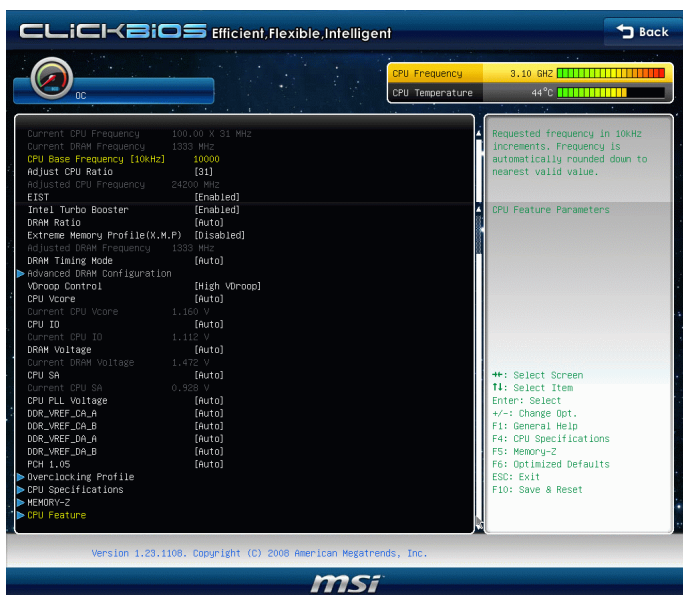 CLiCKBIOS Efficient,Flexible,Intelligent
Back
OC
CPU Frequency 3.10 GHZ
CPU Temperature 44°C
Current CPU Frequency 100.00 X 31 MHz
Current DRAM Frequency 1333 MHz
CPU Base Frequency [10kHz] 10000
Adjust CPU Ratio [31]
Adjusted CPU Frequency 24200 MHz
EIST [Enabled]
Intel Turbo Booster [Enabled]
DRAM Ratio [Auto]
Extreme Memory Profile(X.M.P) [Disabled]
Adjusted DRAM Frequency 1333 MHz
DRAM Timing Mode [Auto]
Advanced DRAM Configuration
VDroop Control [High VDroop]
CPU Vcore [Auto]
Current CPU Vcore 1.160 V
CPU IO [Auto]
Current CPU IO 1.112 V
DRAM Voltage [Auto]
Current DRAM Voltage 1.472 V
CPU SA [Auto]
Current CPU SA 0.928 V
CPU PLL Voltage [Auto]
DDR_VREF_CA_A [Auto]
DDR_VREF_CA_B [Auto]
DDR_VREF_DA_A [Auto]
DDR_VREF_DA_B [Auto]
PCH 1.05 [Auto]
Overclocking Profile
CPU Specifications
MEMORY-Z
CPU Feature
Requested frequency in 10kHz
increments. Frequency is
automatically rounded down to
nearest valid value.
CPU Feature Parameters
→←: Select Screen
↑↓: Select Item
Enter: Select
+/-: Change Opt.
F1: General Help
F4: CPU Specifications
F5: Memory-Z
F6: Optimized Defaults
ESC: Exit
F10: Save & Reset
Version 1.23.1108. Copyright (C) 2008 American Megatrends, Inc.
msi